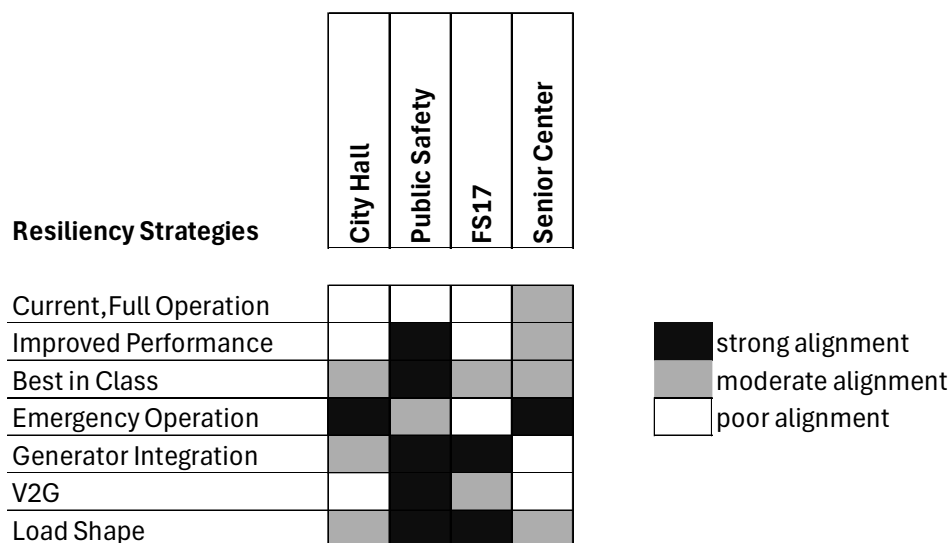 City Hall
Public Safety
FS17
Senior Center
Resiliency Strategies
Current,Full Operation
Improved Performance
Best in Class
Emergency Operation
Generator Integration
V2G
Load Shape
strong alignment
moderate alignment
poor alignment